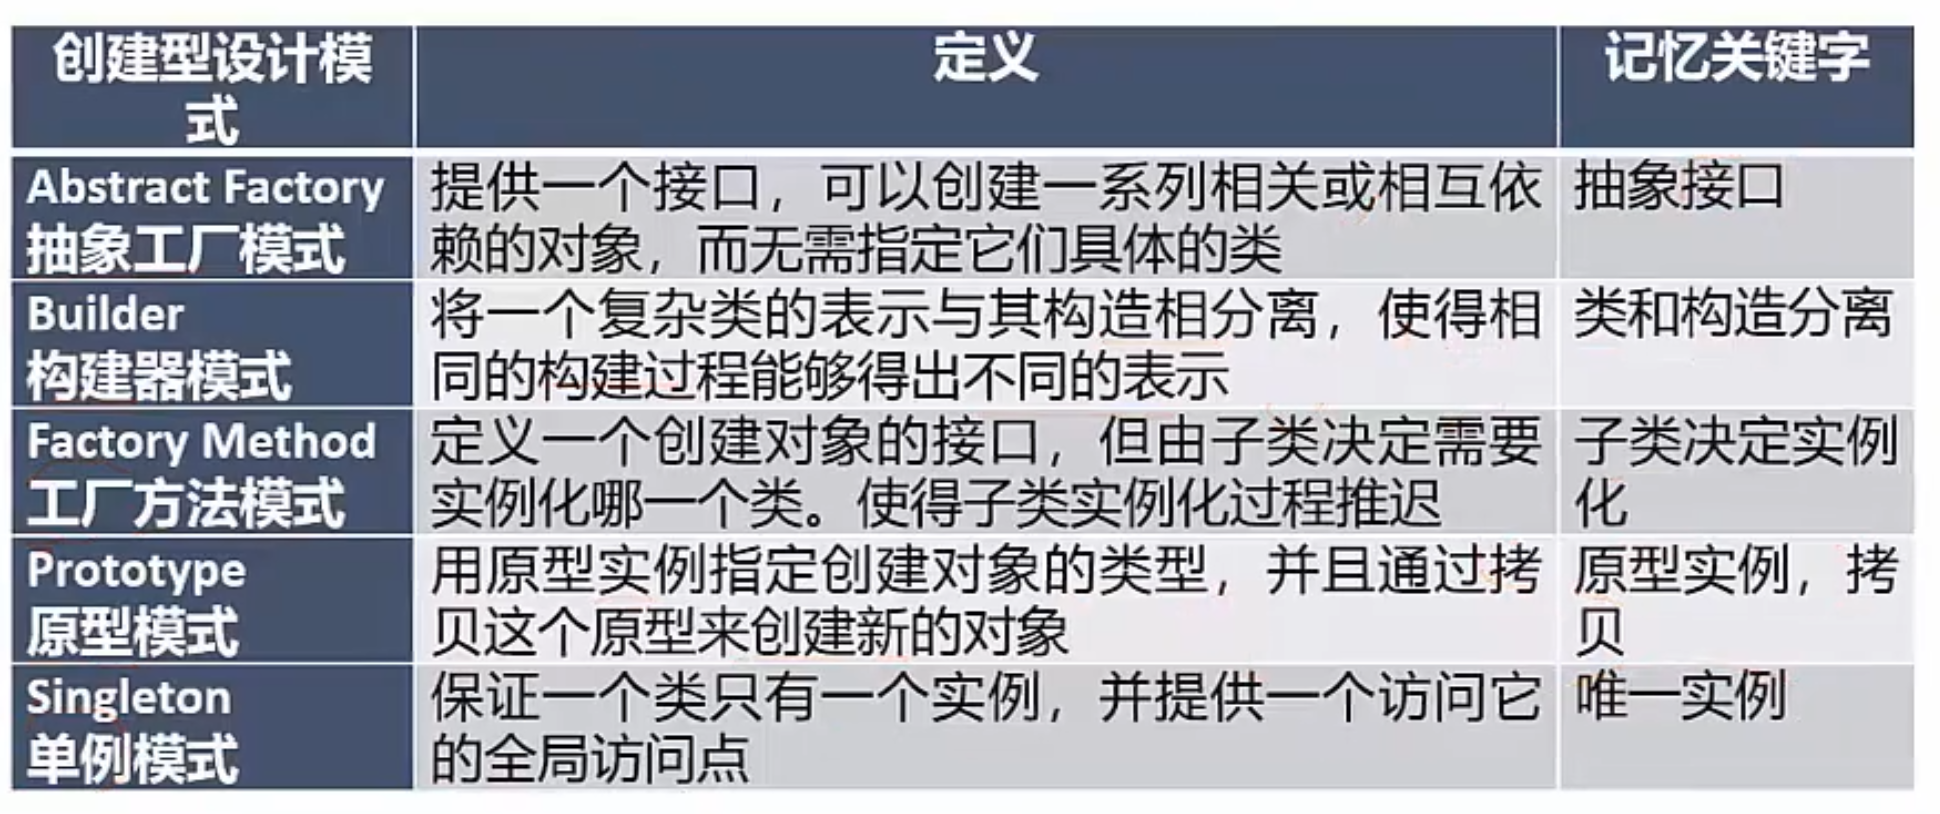 创建型设计模
式
定义
记忆关键字
Abstract Factory
抽象工厂模式
提供一个接口，可以创建一系列相关或相互依
赖的对象，而无需指定它们具体的类
抽象接口
Builder
构建器模式
将一个复杂类的表示与其构造相分离，使得相
同的构建过程能够得出不同的表示
类和构造分离
Factory Method
工厂方法模式
定义一个创建对象的接口，但由子类决定需要
实例化哪一个类。使得子类实例化过程推迟
子类决定实例
化
Prototype
原型模式
用原型实例指定创建对象的类型，并且通过拷
贝这个原型来创建新的对象
原型实例，拷
贝
Singleton
单例模式
保证一个类只有一个实例，并提供一个访问它
的全局访问点
唯一实例